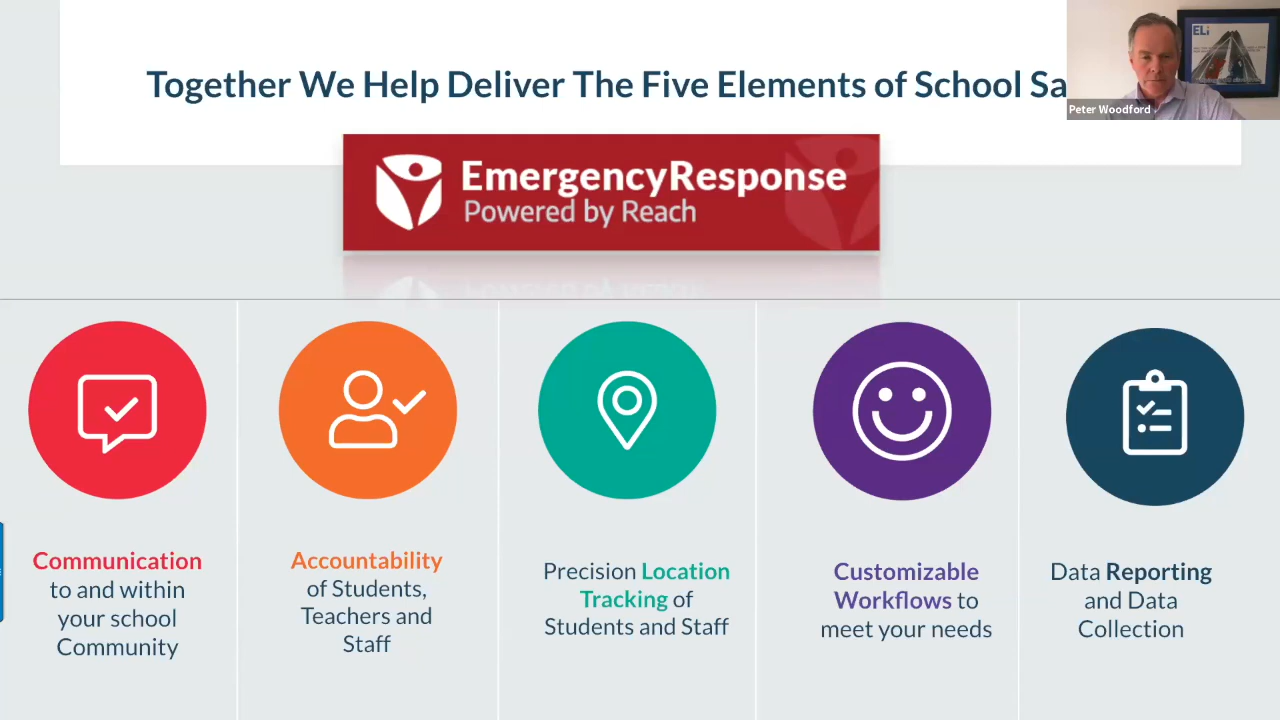 Together We Help Deliver The Five Elements of School Sa
ELi
Peter Woodford
EmergencyResponse
Powered by Reach
Communication
to and within
your school
Community
Accountability
of Students,
Teachers and
Staff
Precision Location
Tracking of
Students and Staff
Customizable
Workflows to
meet your needs
Data Reporting
and Data
Collection